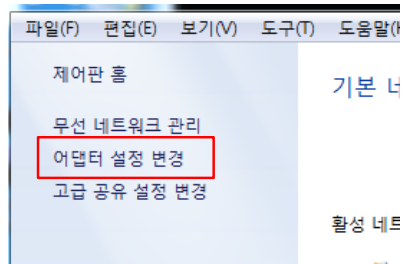 파일(F) 편집(E) 보기(V) 도구(T) 도움말(H
제어판 홈
기본 네
무선 네트워크 관리
어댑터 설정 변경
고급 공유 설정 변경
활성 네트